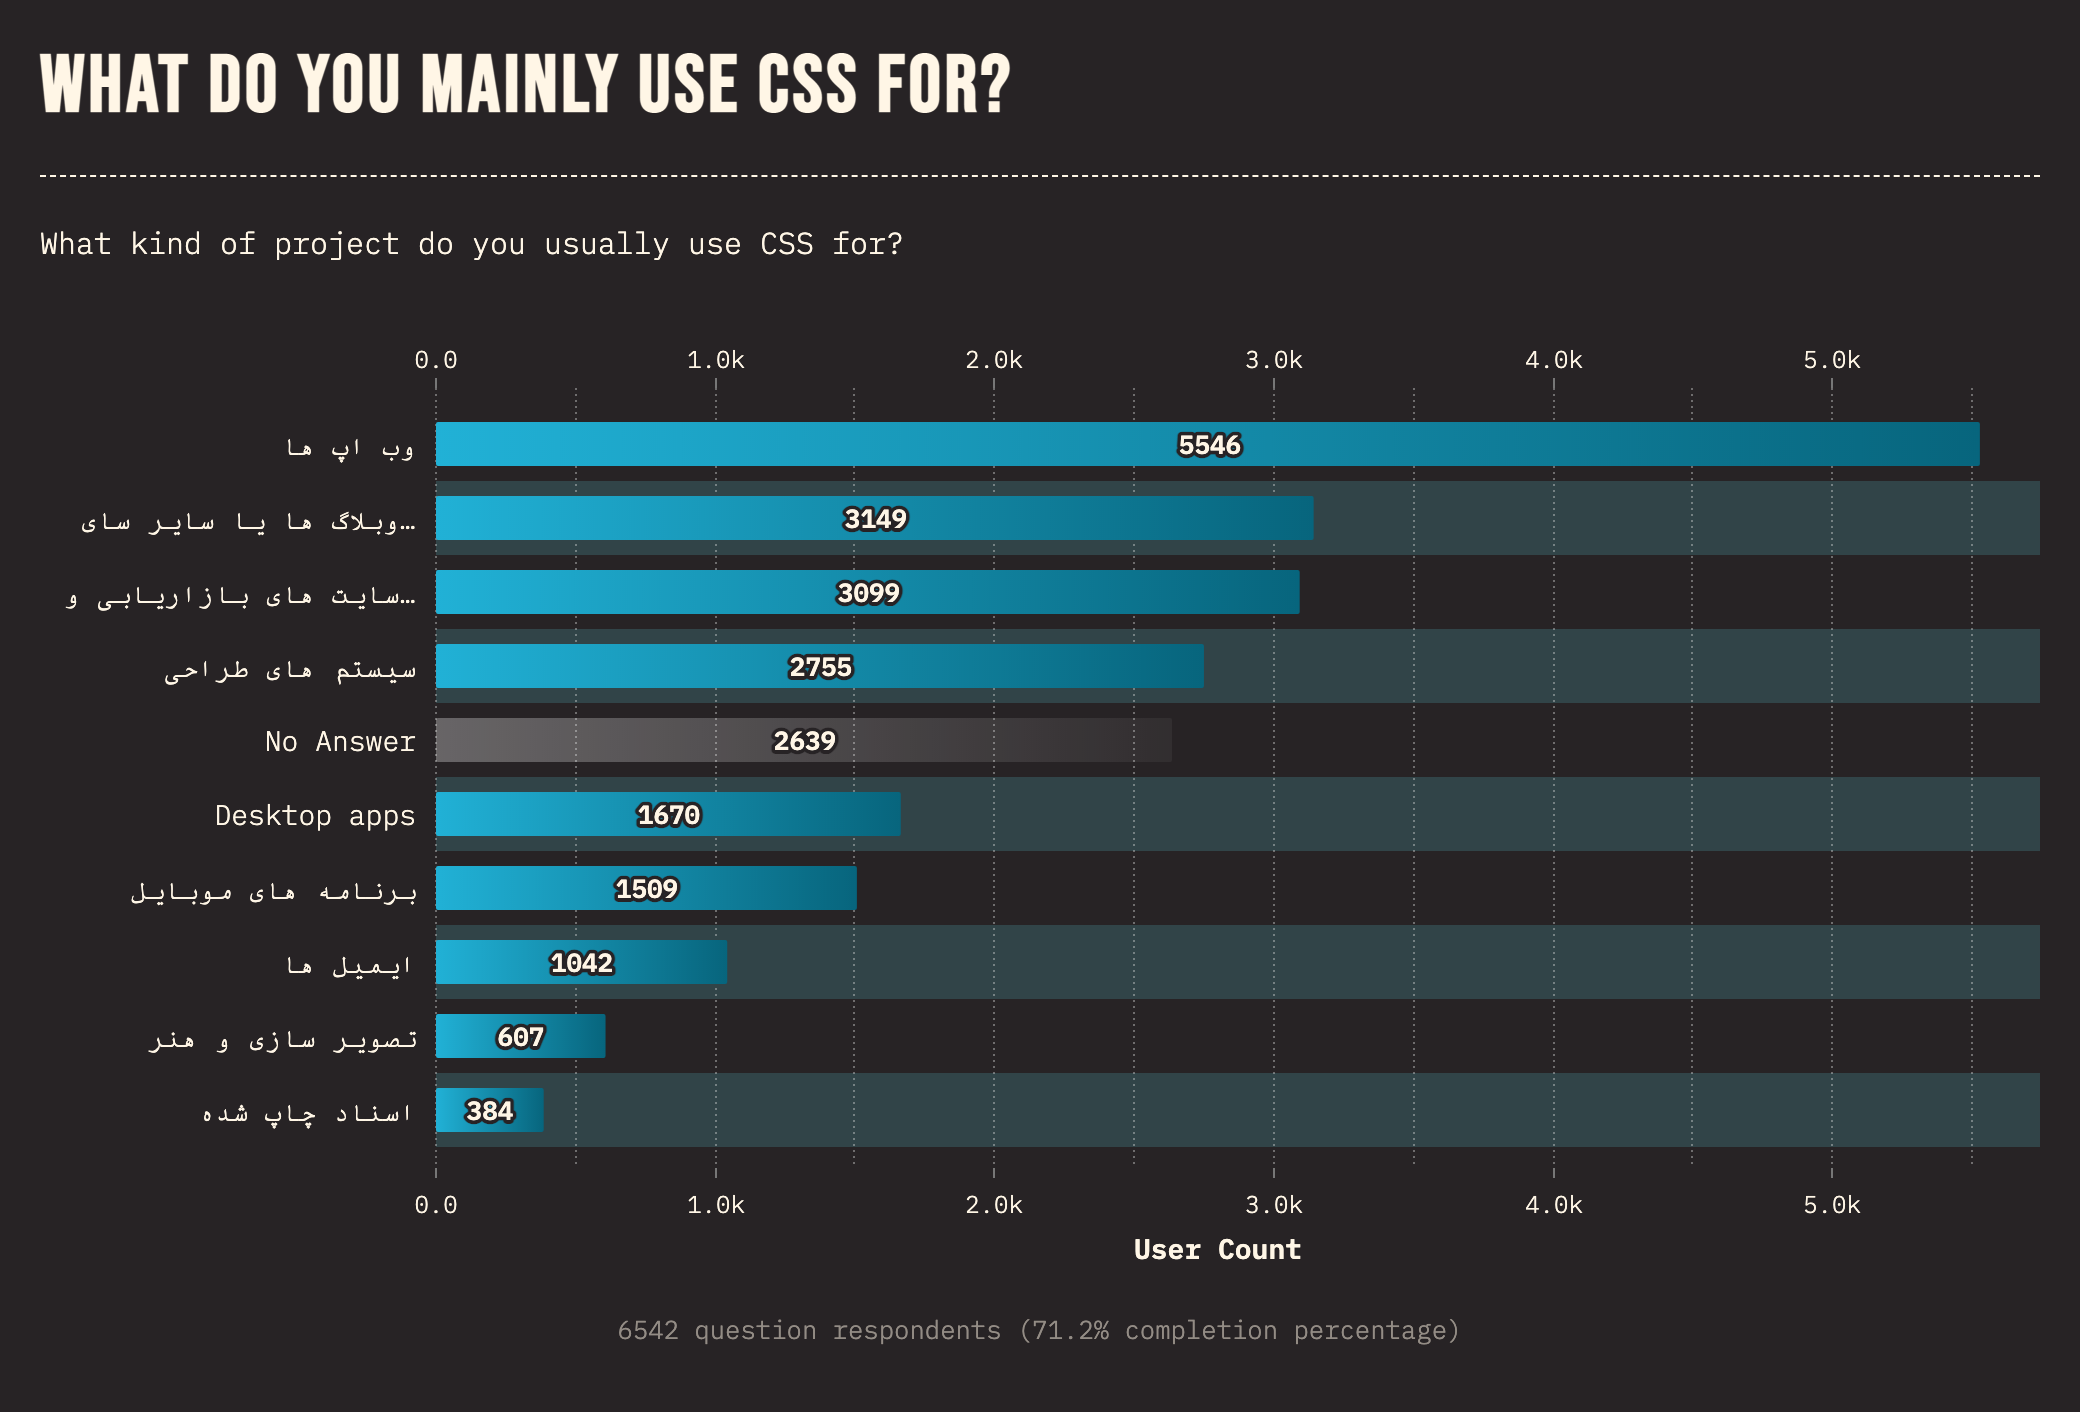 WHAT DO YOU MAINLY USE CSS FOR?
What kind of project do you usually use CSS for?
0.0 1.0k 2.0k 3.0k 4.0k 5.0k
وب اپ ها 5546
وبلاگ ها یا سایر سای… 3149
سایت های بازاریابی و… 3099
سیستم های طراحی 2755
No Answer 2639
Desktop apps 1670
برنامه های موبایل 1509
ایمیل ها 1042
تصویر سازی و هنر 607
اسناد چاپ شده 384
0.0 1.0k 2.0k 3.0k 4.0k 5.0k
User Count
6542 question respondents (71.2% completion percentage)